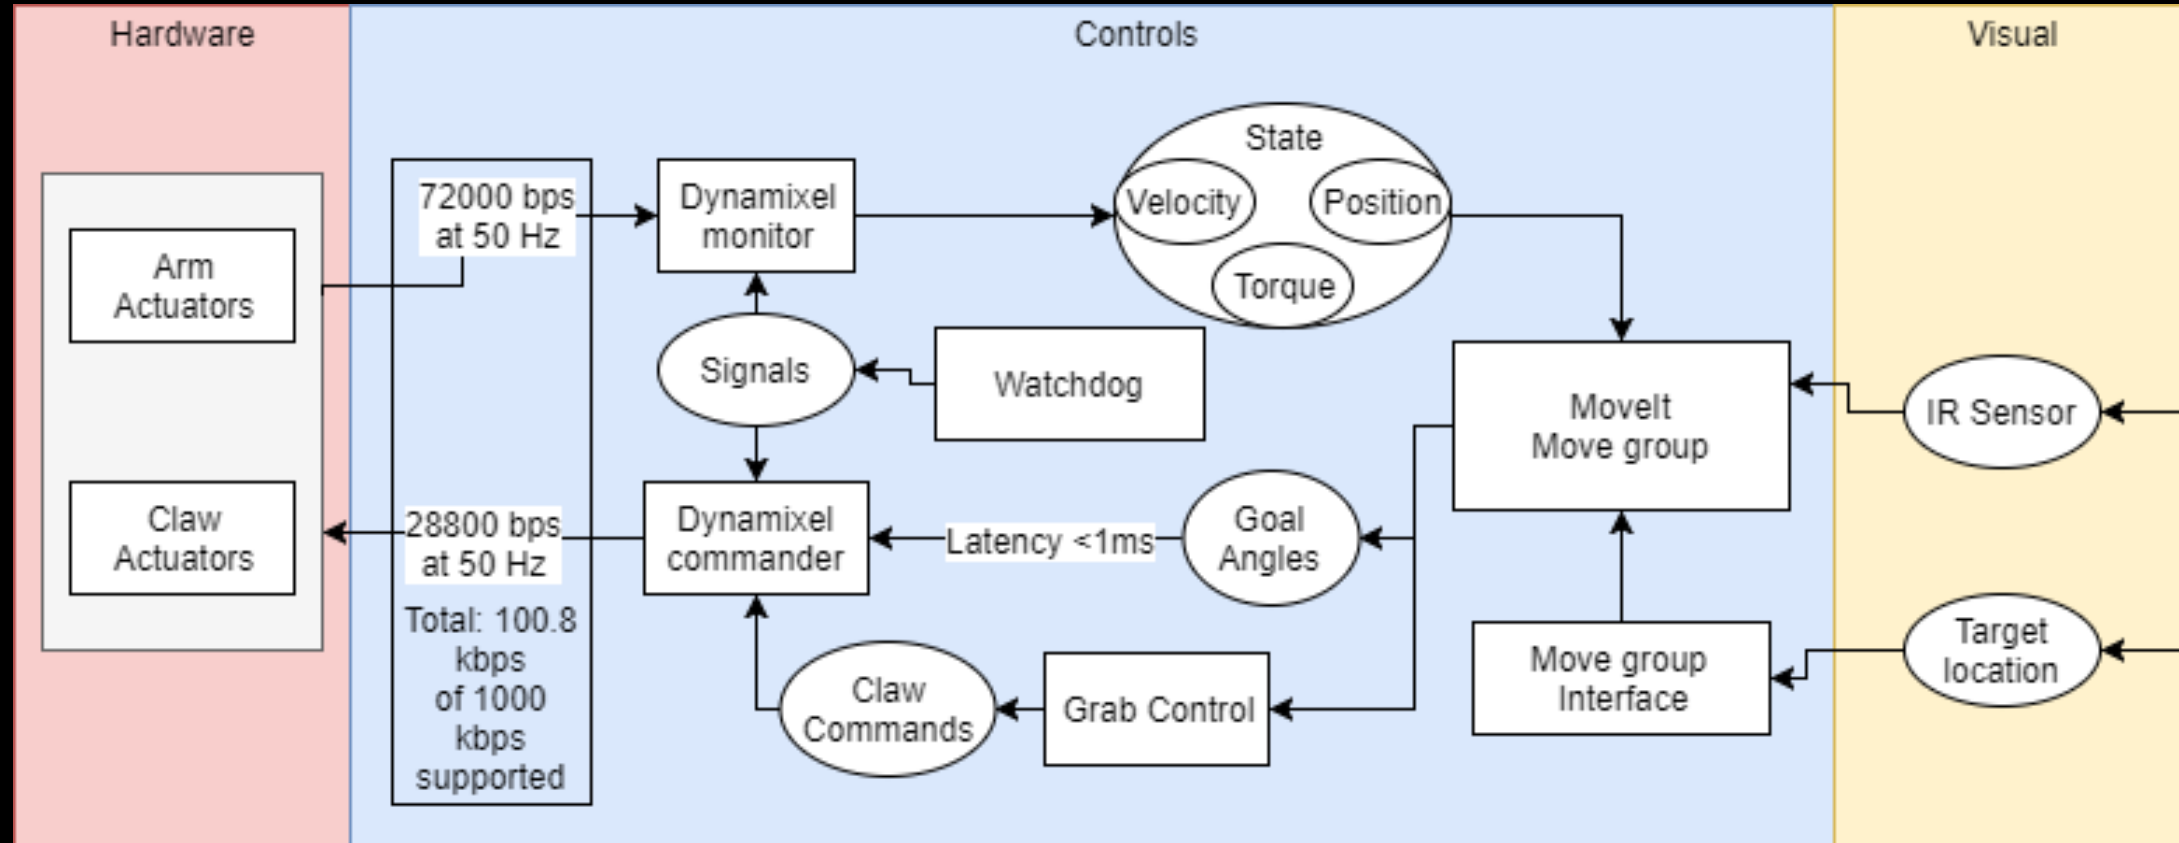 Hardware
Controls
Visual
Arm
Actuators
Claw
Actuators
72000 bps
at 50 Hz
28800 bps
at 50 Hz
Total: 100.8
kbps
of 1000
kbps
supported
Dynamixel
monitor
Signals
Watchdog
Dynamixel
commander
State
Velocity
Position
Torque
Latency <1ms
Goal
Angles
Claw
Commands
Grab Control
MoveIt
Move group
Move group
Interface
IR Sensor
Target
location